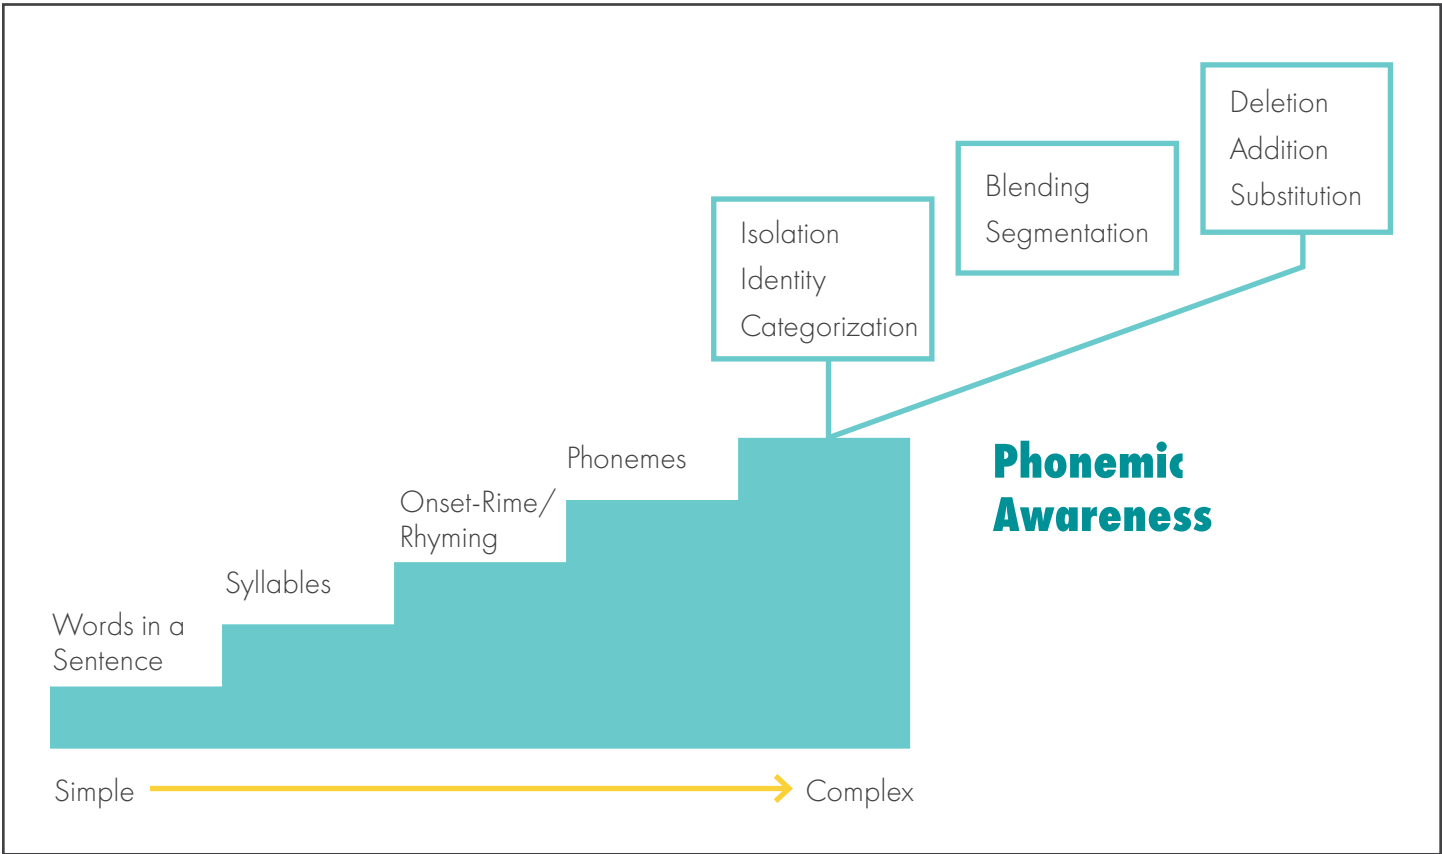 Deletion
Addition
Substitution
Blending
Segmentation
Isolation
Identity
Categorization
Phonemic
Awareness
Phonemes
Onset-Rime/
Rhyming
Syllables
Words in a
Sentence
Simple
Complex